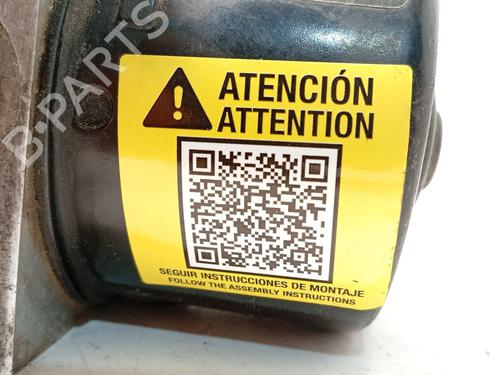 ATENCIÓN
ATTENTION
SEGUIR INSTRUCCIONES DE MONTAJE
FOLLOW THE ASSEMBLY INSTRUCTIONS
B-PARTS